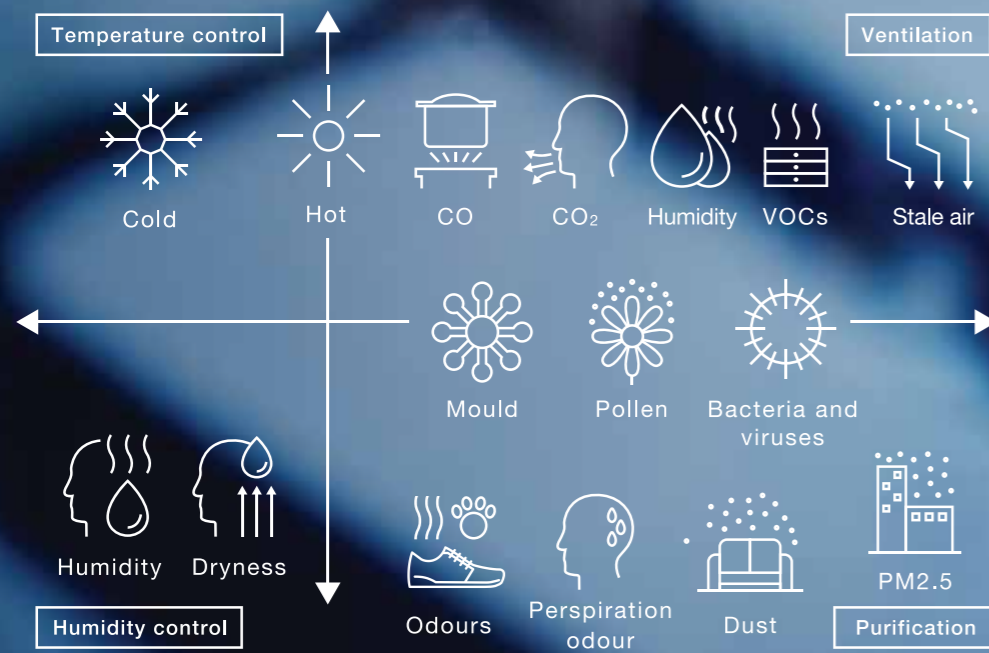 Temperature control
Ventilation
Cold
Hot
CO
CO₂
Humidity
VOCs
Stale air
Mould
Pollen
Bacteria and
viruses
Humidity
Dryness
Odours
Perspiration
odour
Dust
PM2.5
Humidity control
Purification